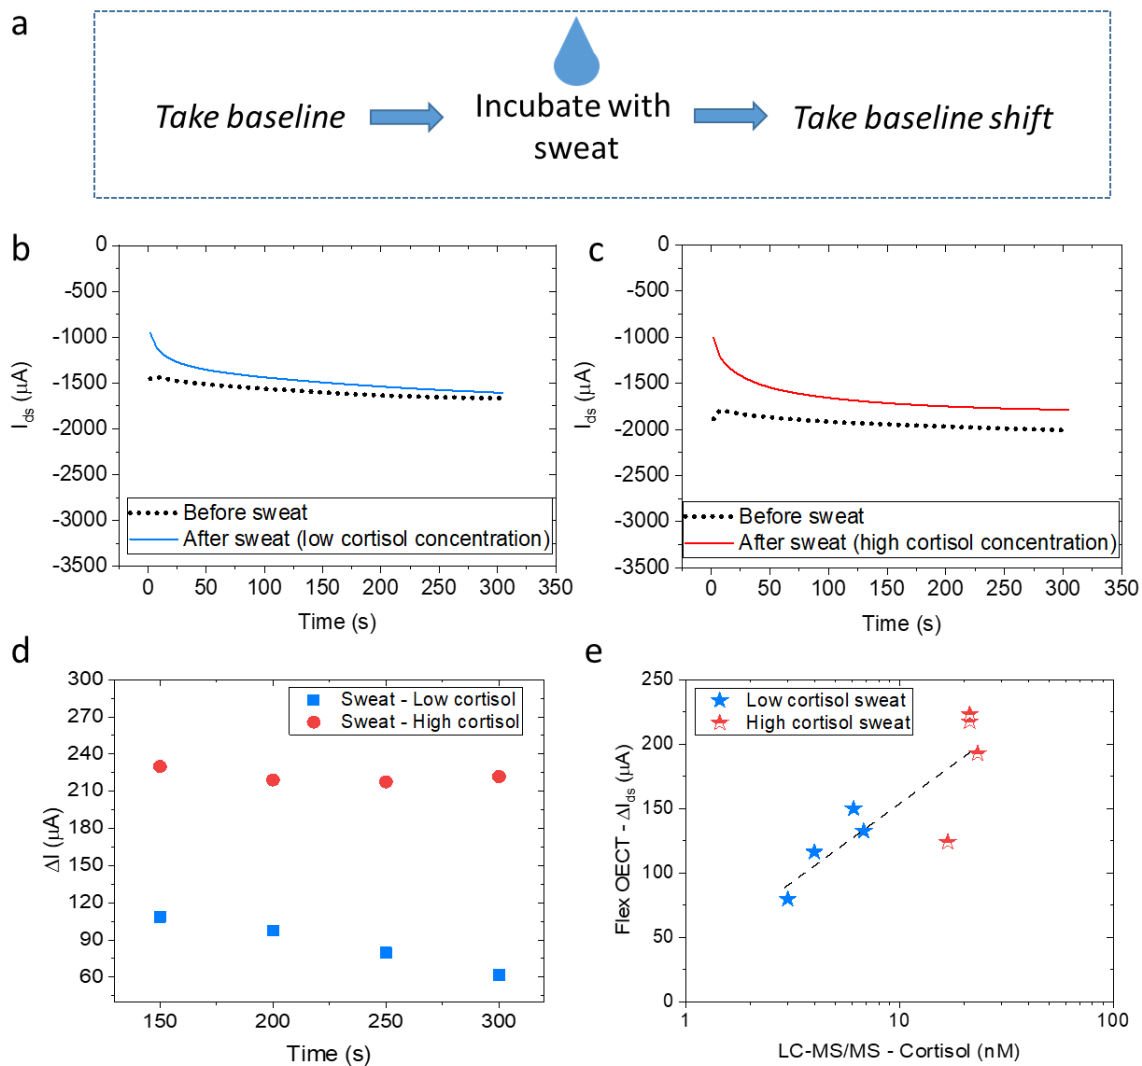 a
Take baseline
Incubate with
sweat
Take baseline shift
b
0
-500
-1000
-1500
-2000
-2500
-3000
-3500
I_ds (μA)
Before sweat
After sweat (low cortisol concentration)
0 50 100 150 200 250 300 350
Time (s)
c
0
-500
-1000
-1500
-2000
-2500
-3000
-3500
I_ds (μA)
Before sweat
After sweat (high cortisol concentration)
0 50 100 150 200 250 300 350
Time (s)
d
300
270
240
210
180
150
120
90
60
ΔI (μA)
Sweat - Low cortisol
Sweat - High cortisol
150 200 250 300
Time (s)
e
250
200
150
100
50
0
Flex OECT - ΔI_ds (μA)
Low cortisol sweat
High cortisol sweat
1 10 100
LC-MS/MS - Cortisol (nM)